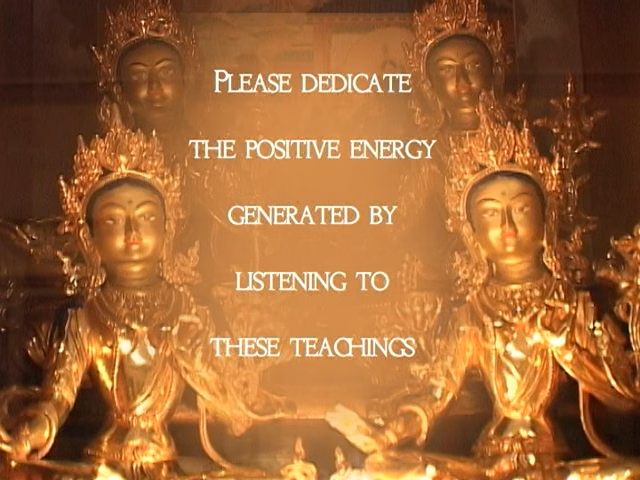 Please dedicate
the positive energy
generated by
listening to
these teachings